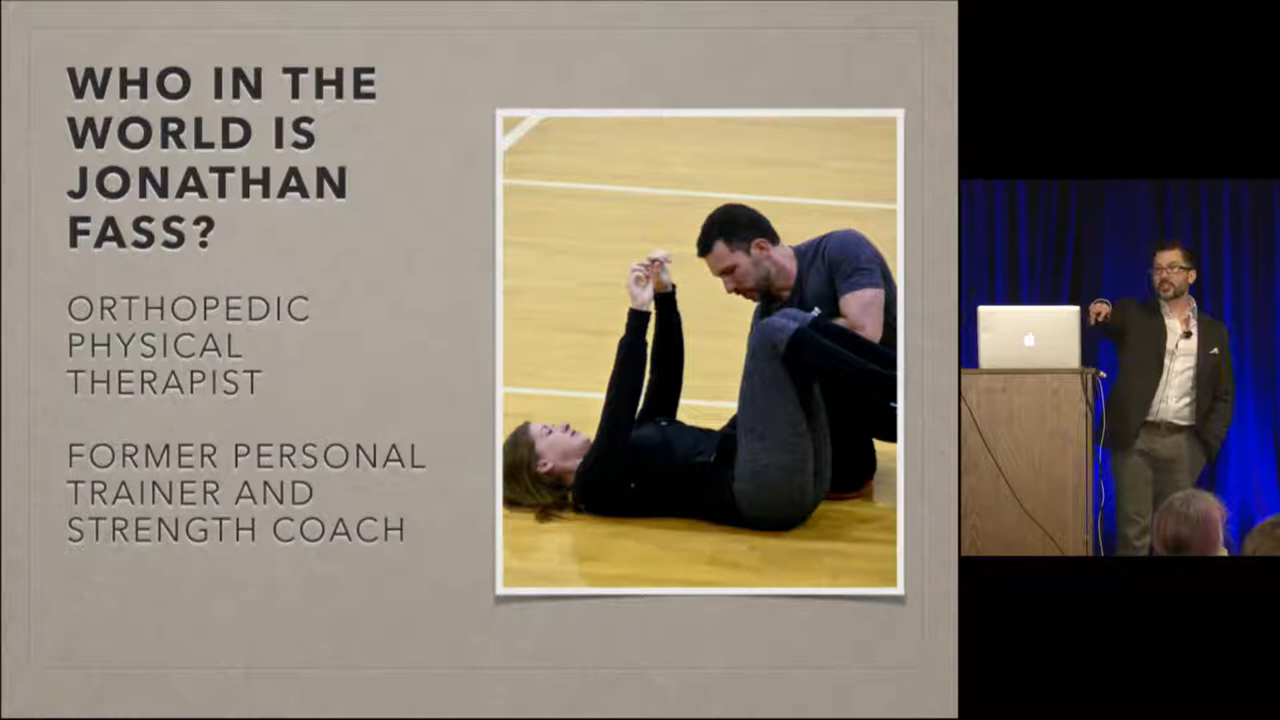 WHO IN THE
WORLD IS
JONATHAN
FASS?
ORTHOPEDIC
PHYSICAL
THERAPIST
FORMER PERSONAL
TRAINER AND
STRENGTH COACH